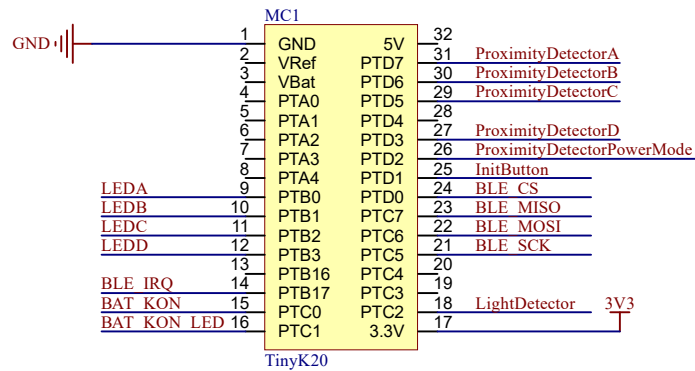 MC1
GND 1 GND 5V 32
2 VRef PTD7 31 ProximityDetectorA
3 VBat PTD6 30 ProximityDetectorB
4 PTA0 PTD5 29 ProximityDetectorC
5 PTA1 PTD4 28
6 PTA2 PTD3 27 ProximityDetectorD
7 PTA3 PTD2 26 ProximityDetectorPowerMode
8 PTA4 PTD1 25 InitButton
LEDA 9 PTB0 PTD0 24 BLE_CS
LEDB 10 PTB1 PTC7 23 BLE_MISO
LEDC 11 PTB2 PTC6 22 BLE_MOSI
LEDD 12 PTB3 PTC5 21 BLE_SCK
13 PTB16 PTC4 20
BLE_IRQ 14 PTB17 PTC3 19
BAT_KON 15 PTC0 PTC2 18 LightDetector 3V3
BAT_KON_LED 16 PTC1 3.3V 17
TinyK20